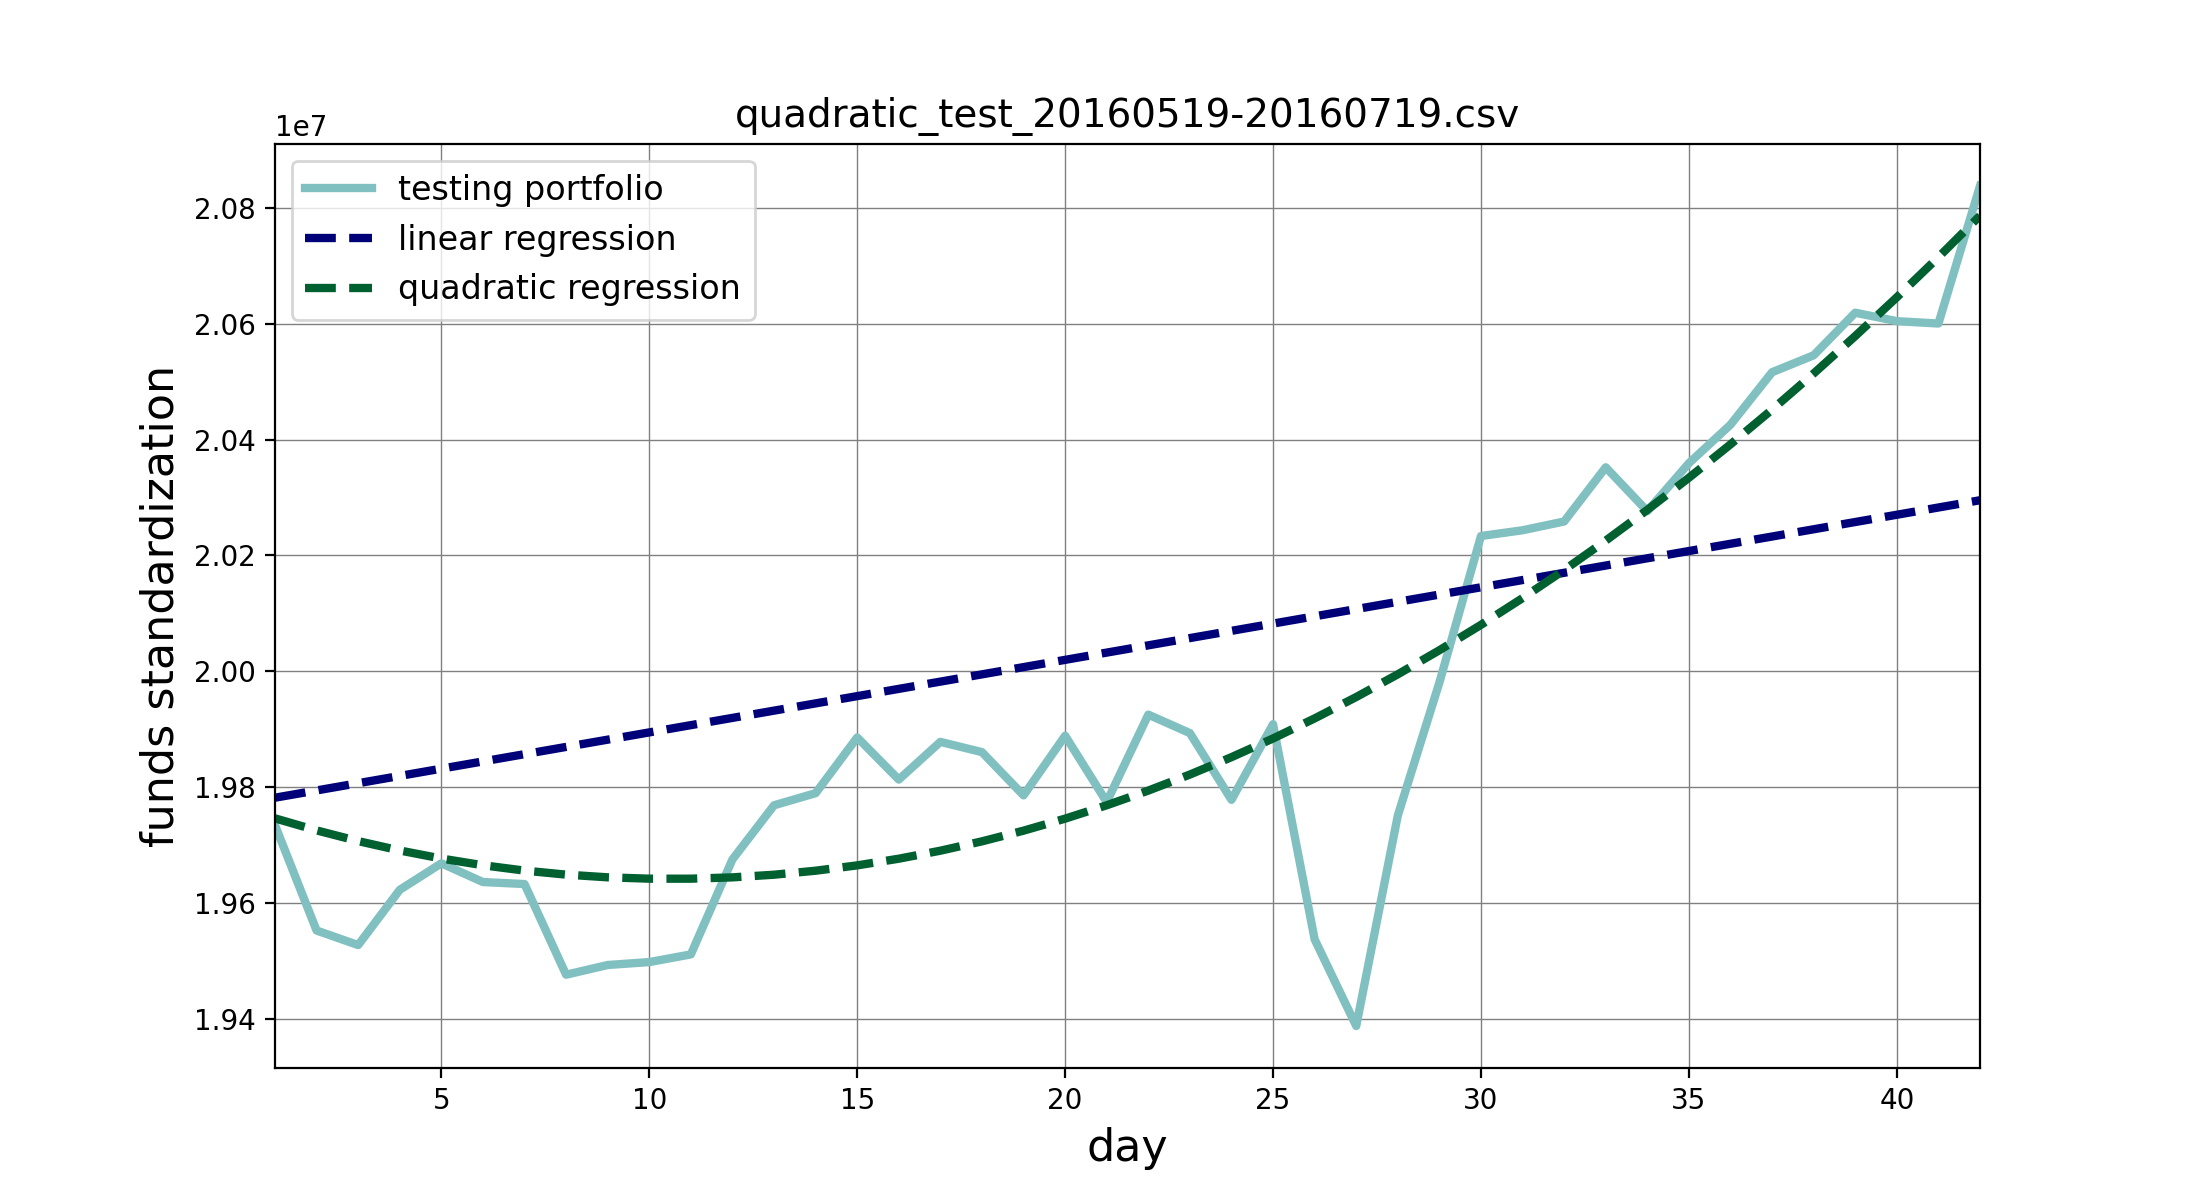 quadratic_test_20160519-20160719.csv
1e7
testing portfolio
linear regression
quadratic regression
2.08
2.06
2.04
2.02
2.00
1.98
1.96
1.94
funds standardization
5 10 15 20 25 30 35 40
day